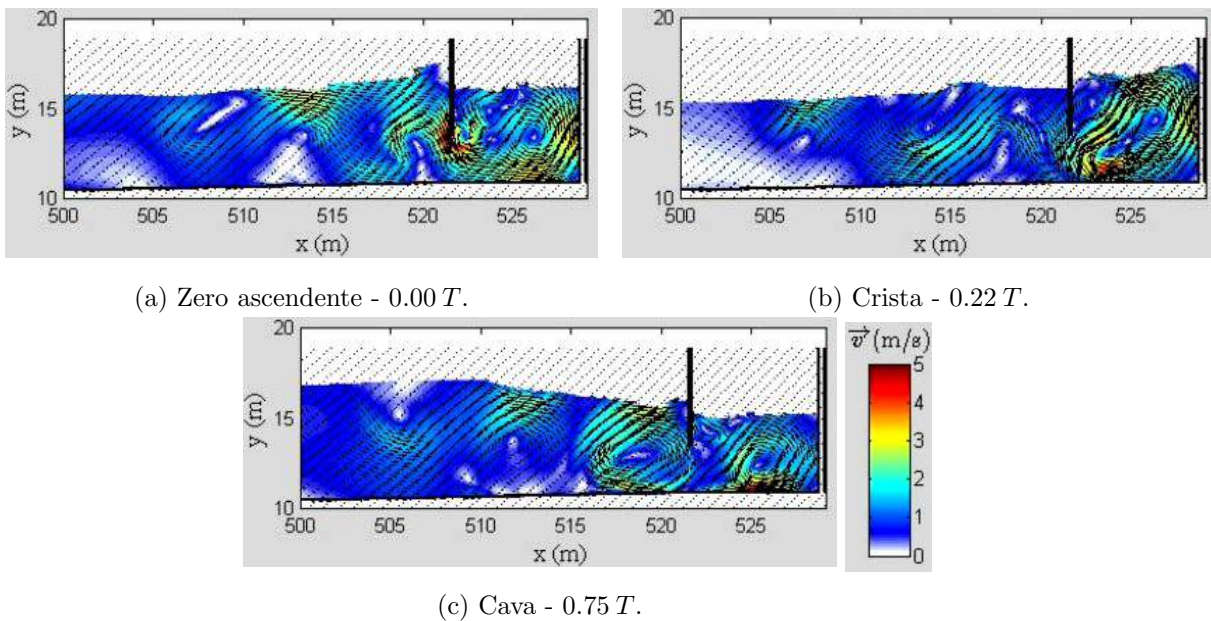 20
15
10
y (m)
500 505 510 515 520 525
x (m)
(a) Zero ascendente - 0.00 T.
20
15
10
y (m)
500 505 510 515 520 525
x (m)
(b) Crista - 0.22 T.
20
15
10
y (m)
500 505 510 515 520 525
x (m)
v (m/s)
5
4
3
2
1
0
(c) Cava - 0.75 T.